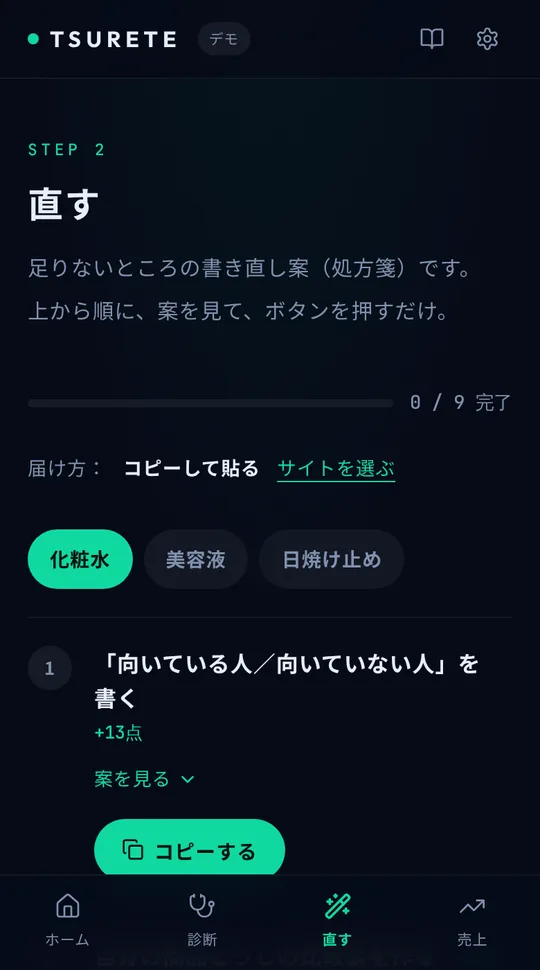 TSURETE デモ
STEP 2
直す
足りないところの書き直し案（処方箋）です。
上から順に、案を見て、ボタンを押すだけ。
0 / 9 完了
届け方： コピーして貼る サイトを選ぶ
化粧水 美容液 日焼け止め
1 「向いている人／向いていない人」を
書く
+13点
案を見る
コピーする
ホーム 診断 直す 売上